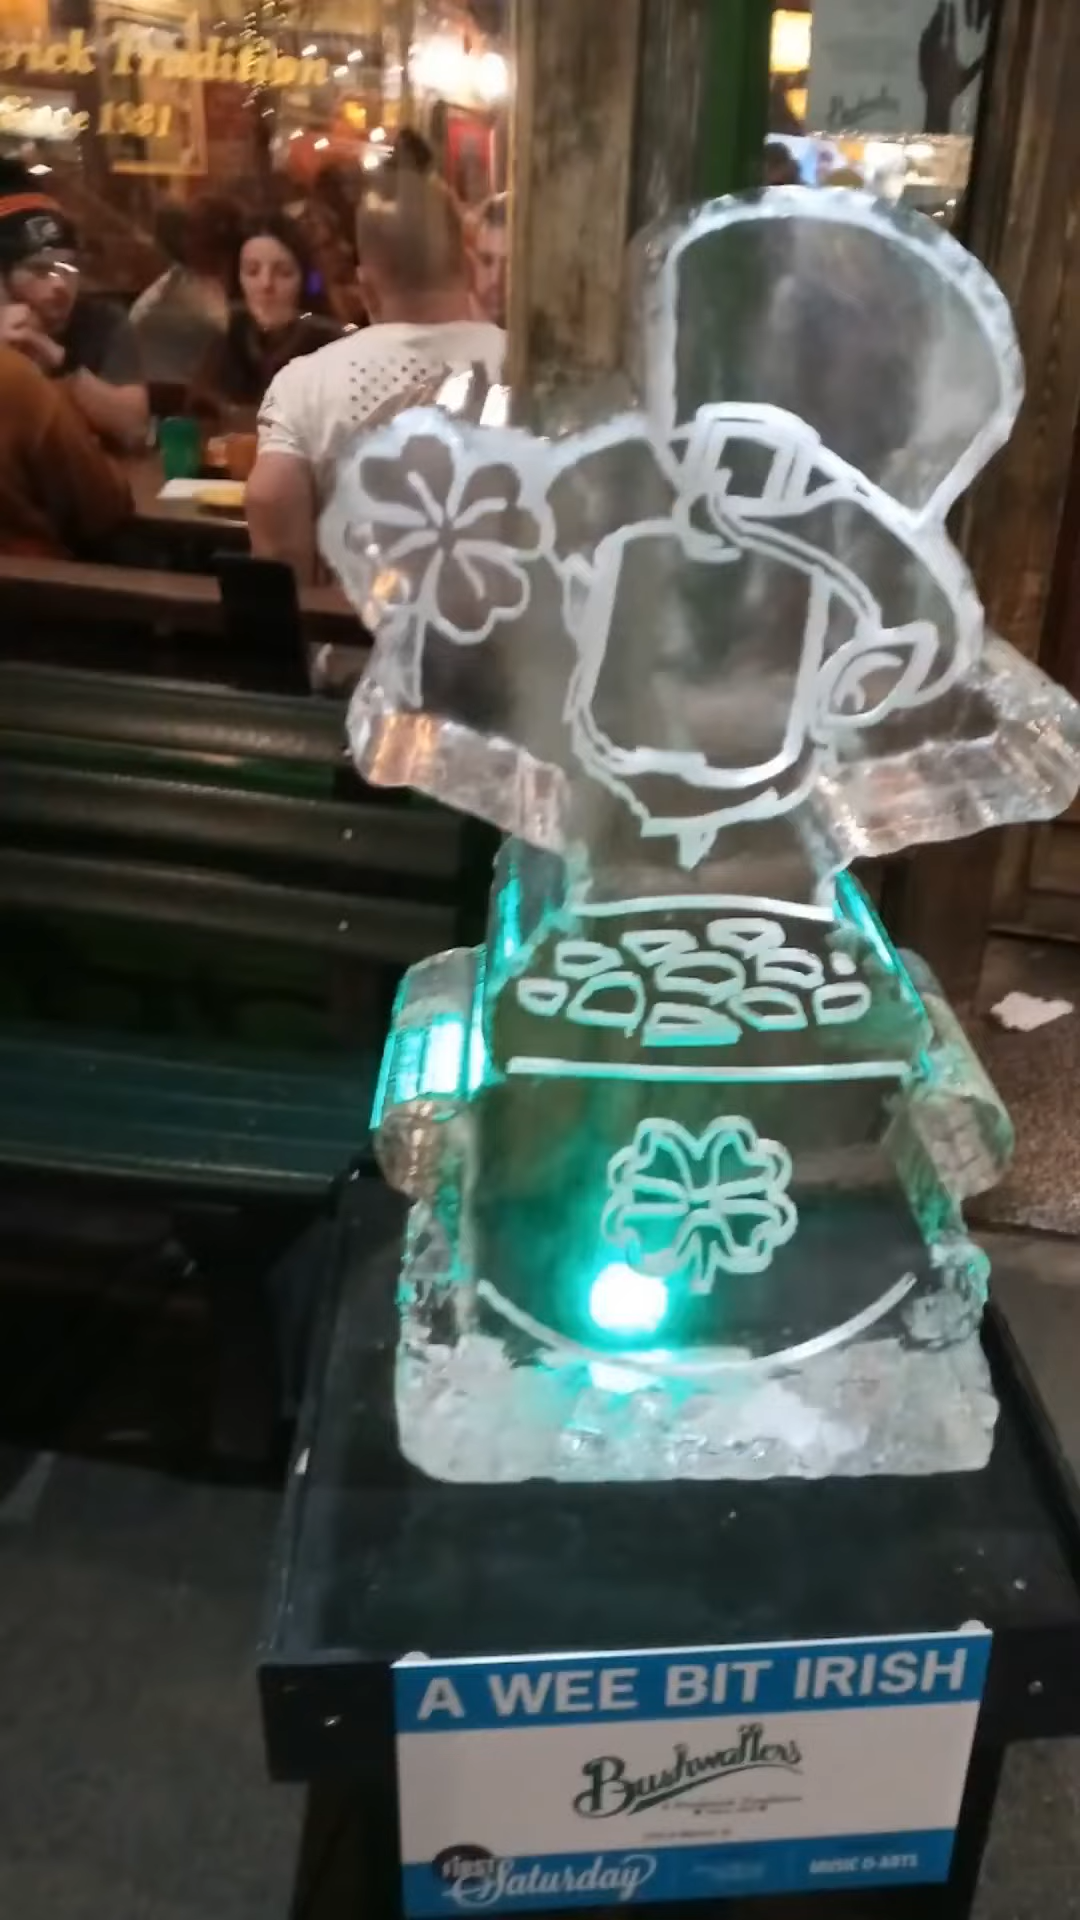 rick Tradition
Since 1981
A WEE BIT IRISH
Bushwallers
first
Saturday
MUSIC & ARTS